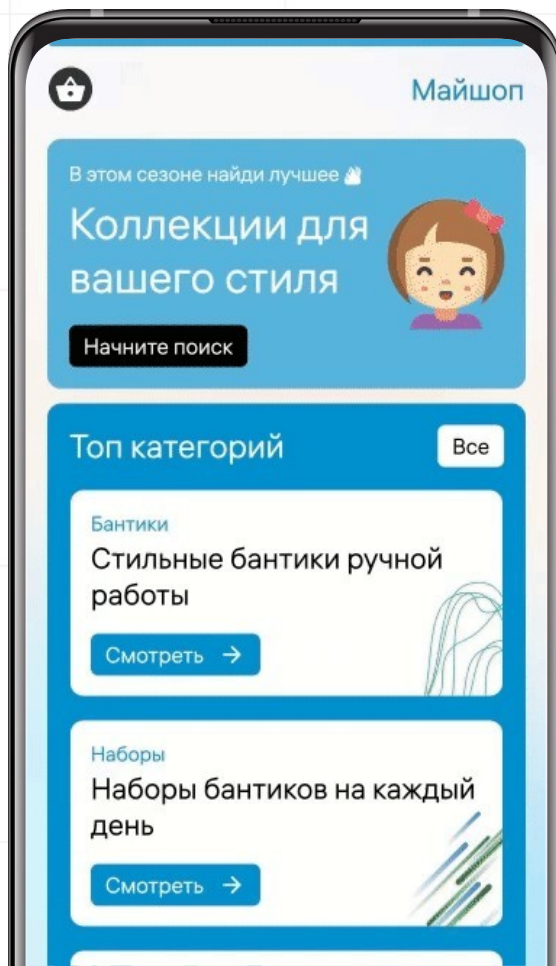 Майшоп
В этом сезоне найди лучшее
Коллекции для
вашего стиля
Начните поиск
Топ категорий
Все
Бантики
Стильные бантики ручной
работы
Смотреть →
Наборы
Наборы бантиков на каждый
день
Смотреть →